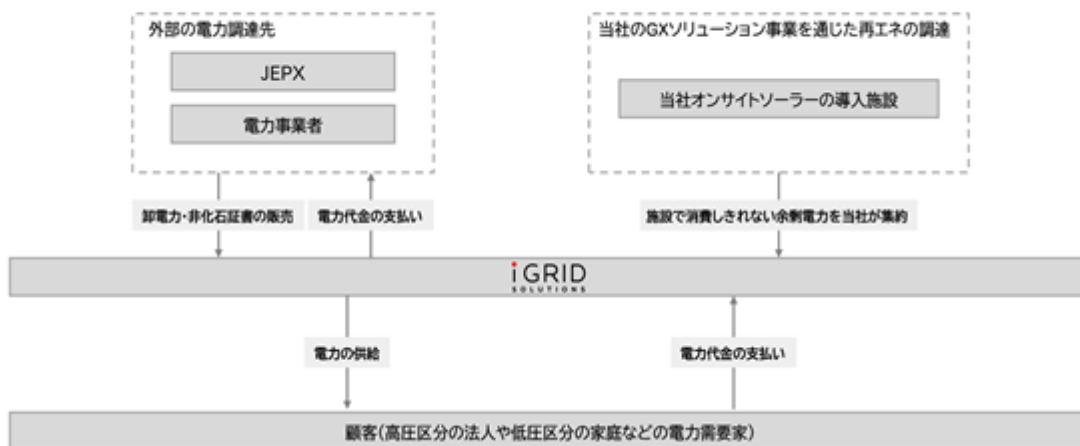 外部の電力調達先
JEPX
電力事業者
当社のGXソリューション事業を通じた再エネの調達
当社オンサイトソーラーの導入施設
卸電力・非化石証書の販売
電力代金の支払い
施設で消費しきれない余剰電力を当社が集約
iGRID
SOLUTIONS
電力の供給
電力代金の支払い
顧客(高圧区分の法人や低圧区分の家庭などの電力需要家)